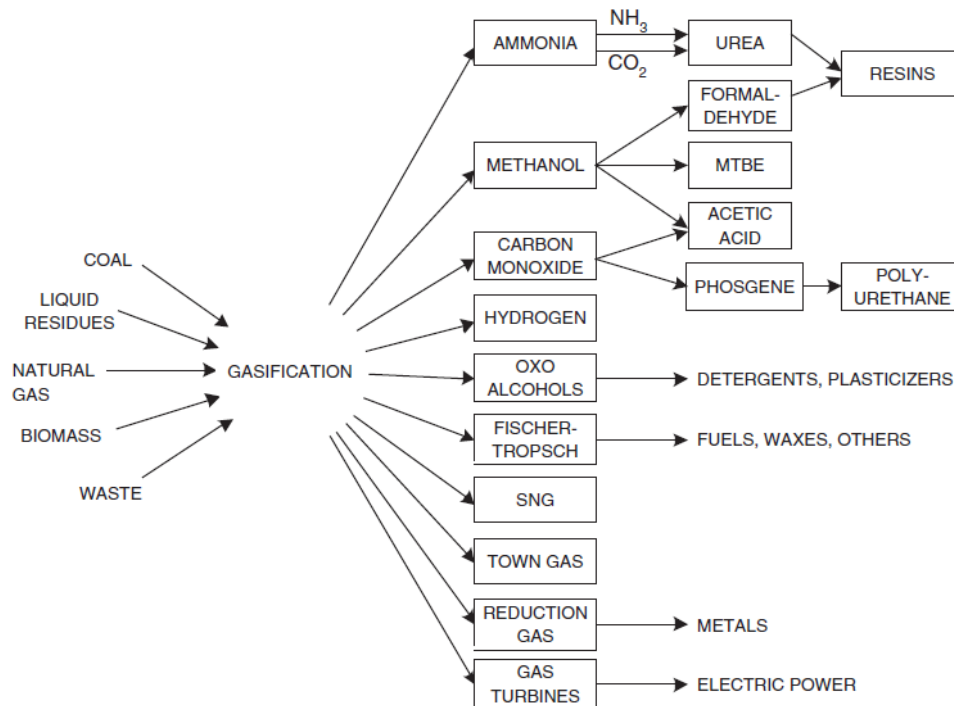 NH3
AMMONIA
CO2
UREA
RESINS
FORMAL-
DEHYDE
METHANOL
MTBE
ACETIC
ACID
CARBON
MONOXIDE
PHOSGENE
POLY-
URETHANE
COAL
LIQUID
RESIDUES
NATURAL
GAS
BIOMASS
WASTE
GASIFICATION
HYDROGEN
OXO
ALCOHOLS
DETERGENTS, PLASTICIZERS
FISCHER-
TROPSCH
FUELS, WAXES, OTHERS
SNG
TOWN GAS
REDUCTION
GAS
METALS
GAS
TURBINES
ELECTRIC POWER